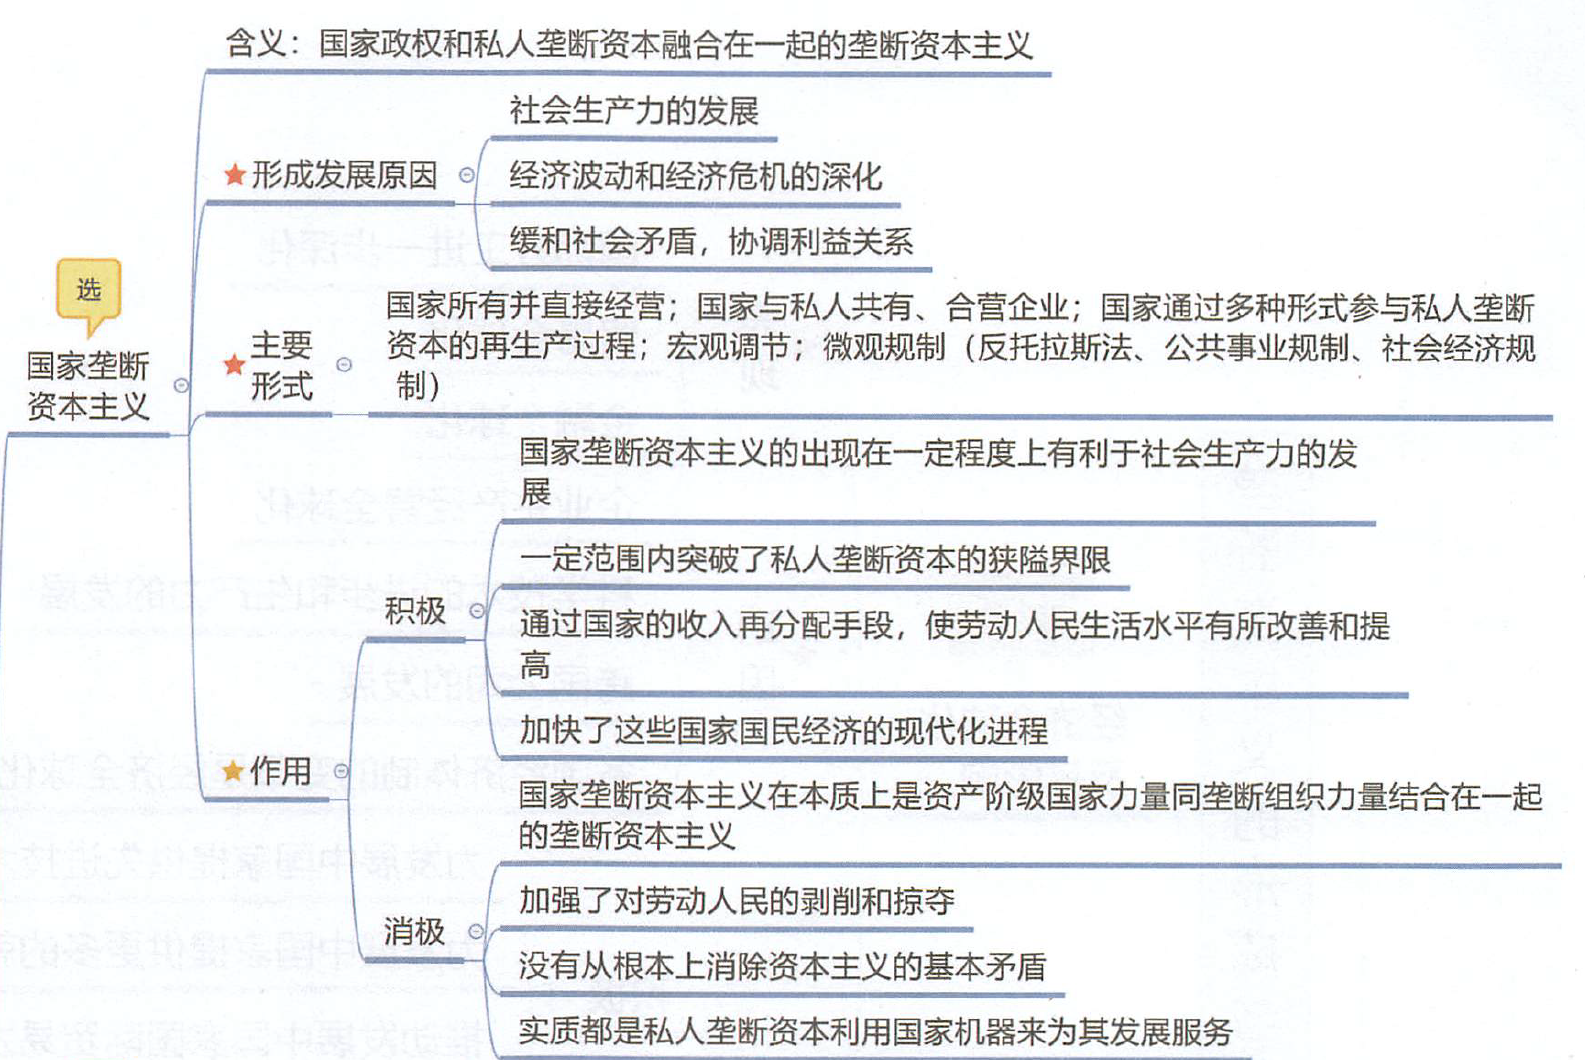 含义：国家政权和私人垄断资本融合在一起的垄断资本主义
社会生产力的发展
形成发展原因
经济波动和经济危机的深化
缓和社会矛盾，协调利益关系
选
国家垄断
资本主义
主要
形式
国家所有并直接经营；国家与私人共有、合营企业；国家通过多种形式参与私人垄断
资本的再生产过程；宏观调节；微观规制（反托拉斯法、公共事业规制、社会经济规
制）
国家垄断资本主义的出现在一定程度上有利于社会生产力的发
展
一定范围内突破了私人垄断资本的狭隘界限
积极
通过国家的收入再分配手段，使劳动人民生活水平有所改善和提
高
加快了这些国家国民经济的现代化进程
作用
国家垄断资本主义在本质上是资产阶级国家力量同垄断组织力量结合在一起
的垄断资本主义
加强了对劳动人民的剥削和掠夺
消极
没有从根本上消除资本主义的基本矛盾
实质都是私人垄断资本利用国家机器来为其发展服务